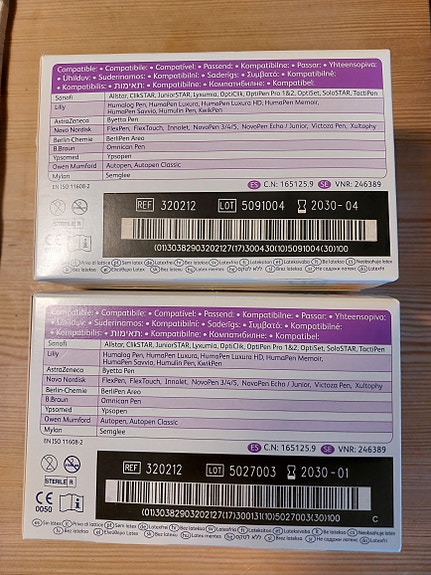 Compatible: • Compatibile: • Compatível: • Passend: • Kompatibilne: • Passar: • Yhteensopiva:
• Ühilduv: • Suderinamos: • Kompatibilní: • Saderīgs: • Συμβατό: • Kompatibilné:
• Kompatibilis: • תואימות: • Kompatibilne: • Компатибилне: • Kompatibel:
Sanofi Allstar, ClikSTAR, JuniorSTAR, Lyxumia, OptiClik, OptiPen Pro 1&2, OptiSet, SoloSTAR, TactiPen
Lilly Humalog Pen, HumaPen Luxura, HumaPen Luxura HD, HumaPen Memoir,
HumaPen Savvio, Humulin Pen, KwikPen
AstraZeneca Byetta Pen
Novo Nordisk FlexPen, FlexTouch, Innolet, NovoPen 3/4/5, NovoPen Echo / Junior, Victoza Pen, Xultophy
Berlin-Chemie BerliPen Areo
B.Braun Omnican Pen
Ypsomed Ypsopen
Owen Mumford Autopen, Autopen Classic
Mylan Semglee
EN ISO 11608-2
ES C.N: 165125.9 SE VNR: 246389
STERILE R
REF 320212 LOT 5091004 2030-04
(01)30382903202127(17)300430(10)5091004(30)100
CE
0050
Compatible: • Compatibile: • Compatível: • Passend: • Kompatibilne: • Passar: • Yhteensopiva:
• Ühilduv: • Suderinamos: • Kompatibilní: • Saderīgs: • Συμβατό: • Kompatibilné:
• Kompatibilis: • תואימות: • Kompatibilne: • Компатибилне: • Kompatibel:
Sanofi Allstar, ClikSTAR, JuniorSTAR, Lyxumia, OptiClik, OptiPen Pro 1&2, OptiSet, SoloSTAR, TactiPen
Lilly Humalog Pen, HumaPen Luxura, HumaPen Luxura HD, HumaPen Memoir,
HumaPen Savvio, Humulin Pen, KwikPen
AstraZeneca Byetta Pen
Novo Nordisk FlexPen, FlexTouch, Innolet, NovoPen 3/4/5, NovoPen Echo / Junior, Victoza Pen, Xultophy
Berlin-Chemie BerliPen Areo
B.Braun Omnican Pen
Ypsomed Ypsopen
Owen Mumford Autopen, Autopen Classic
Mylan Semglee
EN ISO 11608-2
ES C.N: 165125.9 SE VNR: 246389
STERILE R
REF 320212 LOT 5027003 2030-01
(01)30382903202127(17)300131(10)5027003(30)100 C
CE
0050